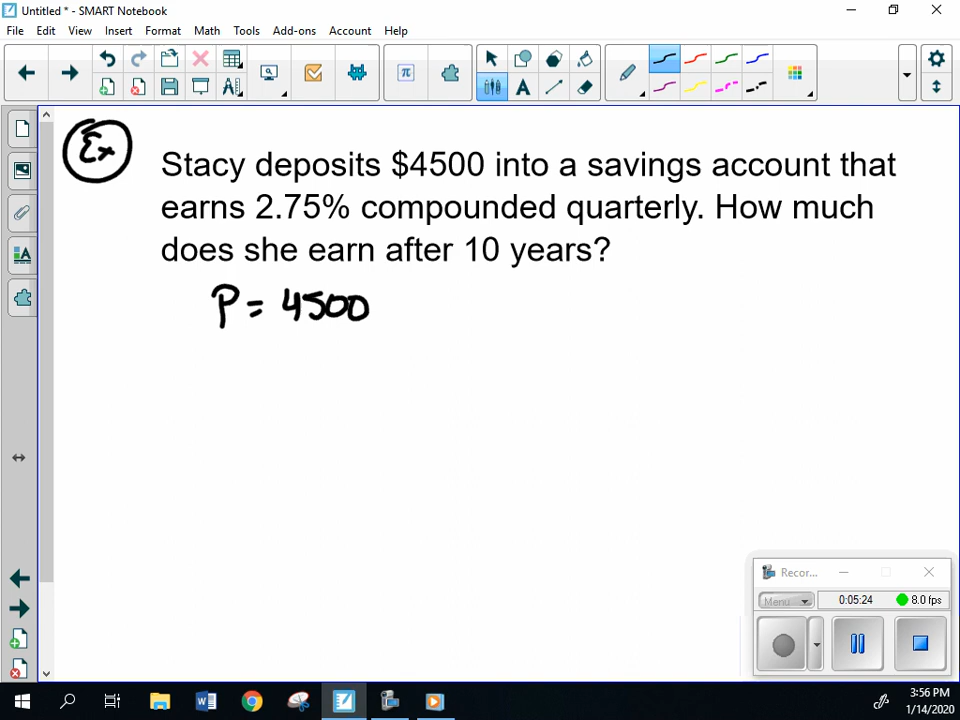 Untitled * - SMART Notebook
File Edit View Insert Format Math Tools Add-ons Account Help
Ex
Stacy deposits $4500 into a savings account that
earns 2.75% compounded quarterly. How much
does she earn after 10 years?
P = 4500
Recor...
Menu 0:05:24 8.0 fps
3:56 PM
1/14/2020